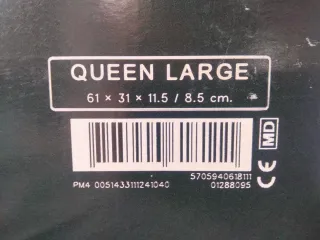 QUEEN LARGE
61 × 31 × 11.5 / 8.5 cm.
MD
CE
5705940618111
PM4 0051433111241040 01288095